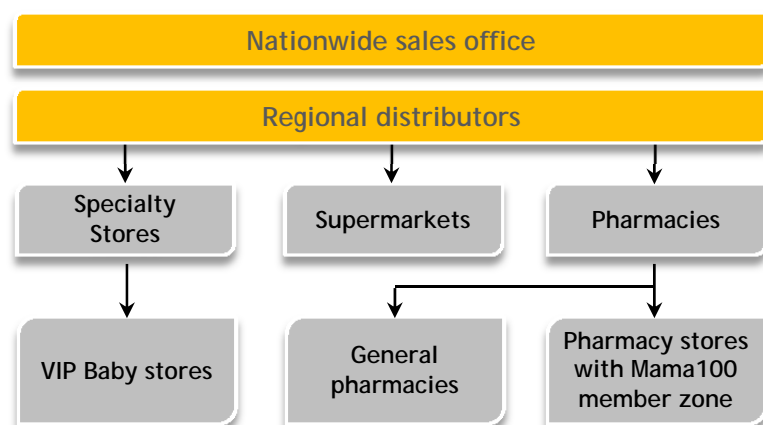 Nationwide sales office
Regional distributors
Specialty
Stores
Supermarkets
Pharmacies
VIP Baby stores
General
pharmacies
Pharmacy stores
with Mama100
member zone